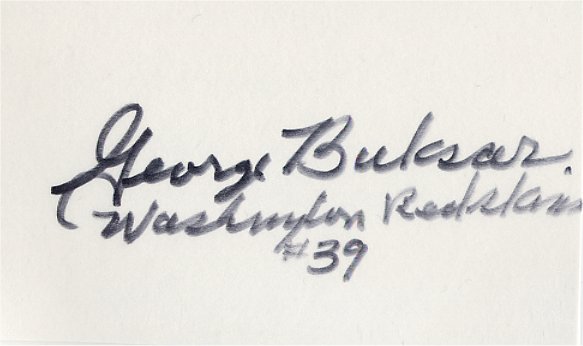 George Buksar
Washington Redskins
#39